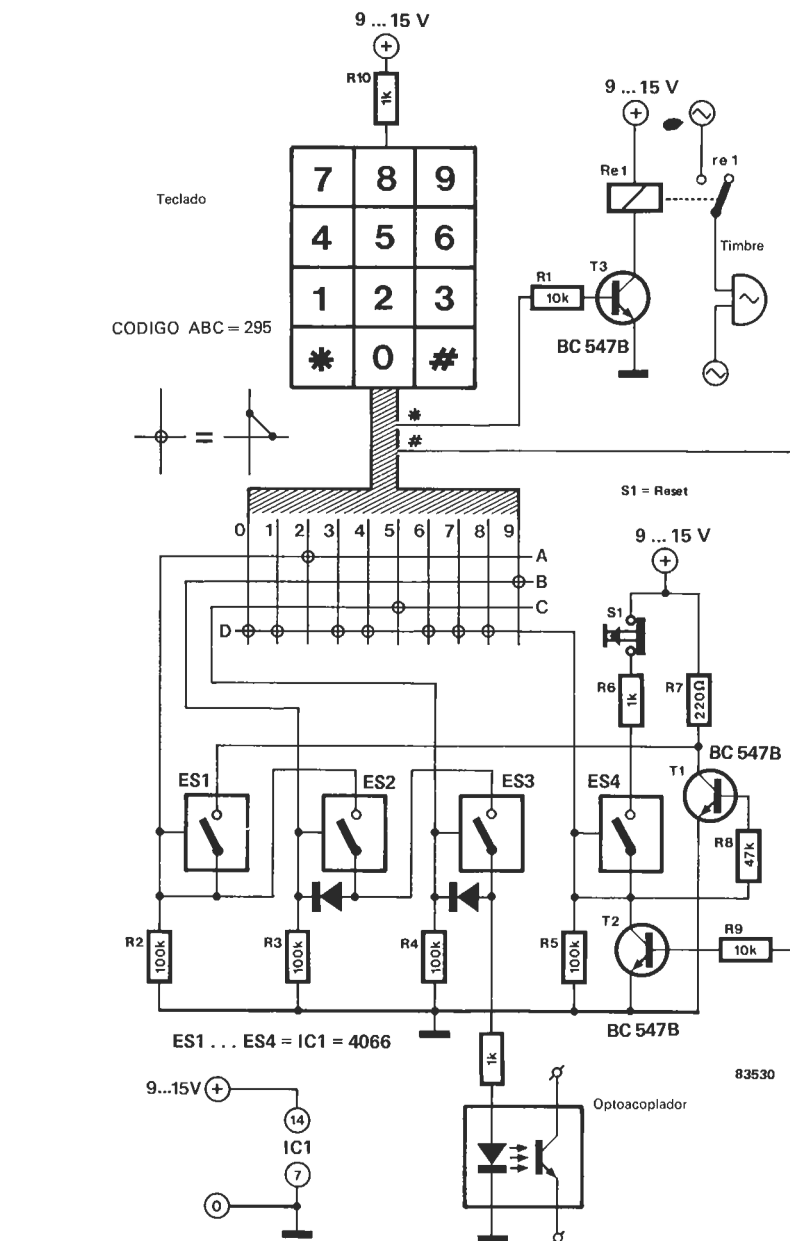 9 ... 15 V
+
R10
1k
7 8 9
4 5 6
1 2 3
* 0 #
Teclado
CODIGO ABC = 295
=
9 ... 15 V
+
Re1
re 1
Timbre
T3
R1
10k
BC 547B
*
#
S1 = Reset
0 1 2 3 4 5 6 7 8 9
A
B
C
D
9 ... 15 V
+
S1
R6
1k
R7
220Ω
BC 547B
T1
R8
47k
ES1
ES2
ES3
ES4
R2
100k
R3
100k
R4
100k
R5
100k
T2
R9
10k
BC 547B
ES1 . . . ES4 = IC1 = 4066
1k
83530
Optoacoplador
9...15V +
14
IC1
7
0